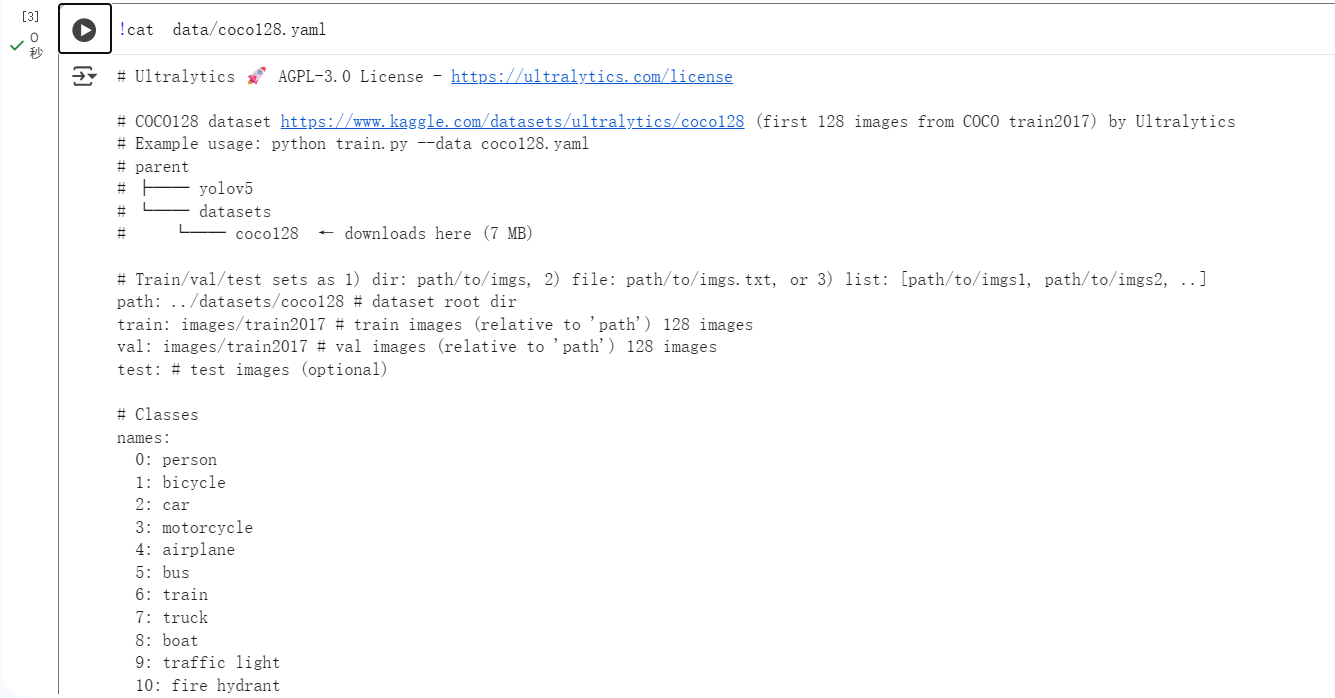 [3]
0
秒
!cat  data/coco128.yaml
# Ultralytics 🚀 AGPL-3.0 License - https://ultralytics.com/license
# COCO128 dataset https://www.kaggle.com/datasets/ultralytics/coco128 (first 128 images from COCO train2017) by Ultralytics
# Example usage: python train.py --data coco128.yaml
# parent
# ├── yolov5
# └── datasets
#     └── coco128  ← downloads here (7 MB)
# Train/val/test sets as 1) dir: path/to/imgs, 2) file: path/to/imgs.txt, or 3) list: [path/to/imgs1, path/to/imgs2, ..]
path: ../datasets/coco128 # dataset root dir
train: images/train2017 # train images (relative to 'path') 128 images
val: images/train2017 # val images (relative to 'path') 128 images
test: # test images (optional)
# Classes
names:
  0: person
  1: bicycle
  2: car
  3: motorcycle
  4: airplane
  5: bus
  6: train
  7: truck
  8: boat
  9: traffic light
  10: fire hydrant